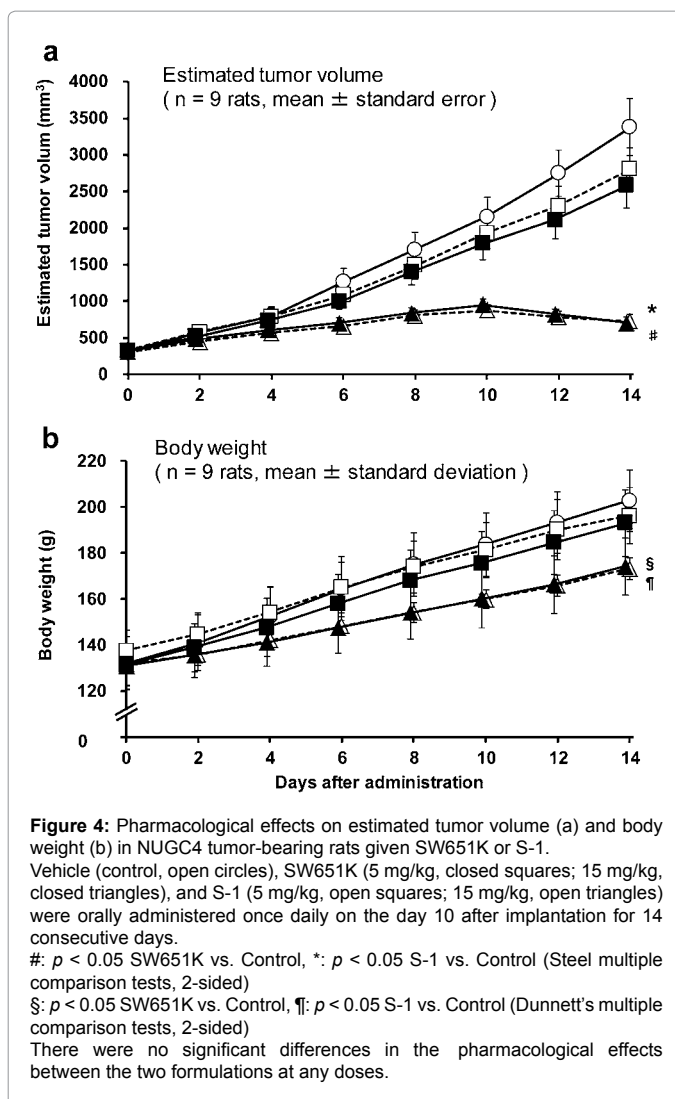 a
Estimated tumor volume
( n = 9 rats, mean ± standard error )
4000
3500
3000
2500
2000
1500
1000
500
0
Estimated tumor volum (mm³)
*
#
0 2 4 6 8 10 12 14
b
Body weight
( n = 9 rats, mean ± standard deviation )
220
200
180
160
140
120
0
Body weight (g)
§
¶
0 2 4 6 8 10 12 14
Days after administration
Figure 4: Pharmacological effects on estimated tumor volume (a) and body
weight (b) in NUGC4 tumor-bearing rats given SW651K or S-1.
Vehicle (control, open circles), SW651K (5 mg/kg, closed squares; 15 mg/kg,
closed triangles), and S-1 (5 mg/kg, open squares; 15 mg/kg, open triangles)
were orally administered once daily on the day 10 after implantation for 14
consecutive days.
#: p < 0.05 SW651K vs. Control, *: p < 0.05 S-1 vs. Control (Steel multiple
comparison tests, 2-sided)
§: p < 0.05 SW651K vs. Control, ¶: p < 0.05 S-1 vs. Control (Dunnett's multiple
comparison tests, 2-sided)
There were no significant differences in the pharmacological effects
between the two formulations at any doses.